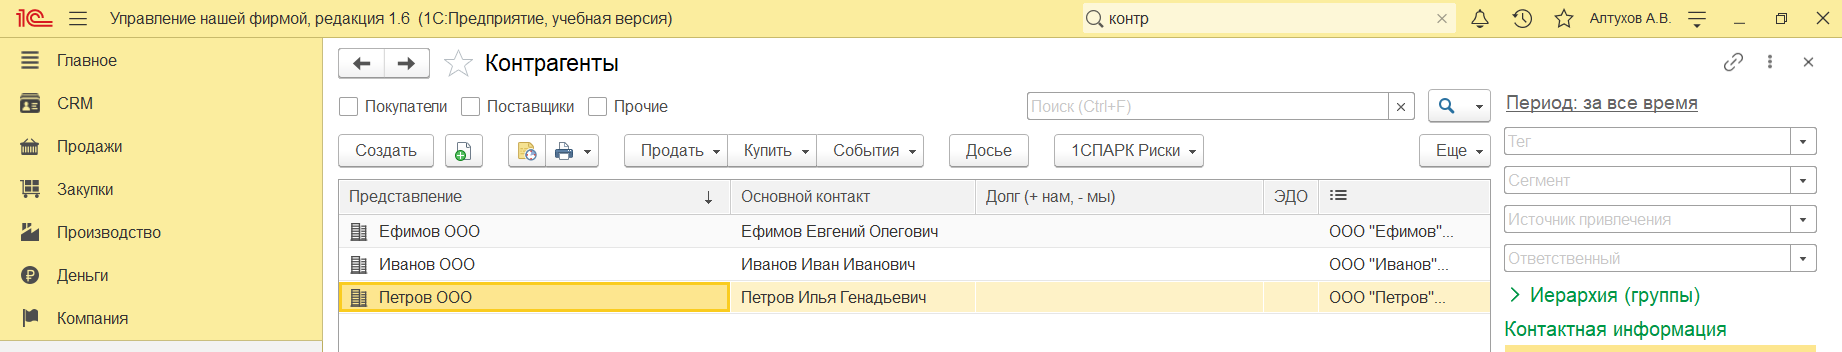 1С Управление нашей фирмой, редакция 1.6 (1С:Предприятие, учебная версия) контр Алтухов А.В.
Главное
CRM
Продажи
Закупки
Производство
Деньги
Компания
Контрагенты
Покупатели Поставщики Прочие Поиск (Ctrl+F)
Создать Продать Купить События Досье 1СПАРК Риски Еще
Представление Основной контакт Долг (+ нам, - мы) ЭДО
Ефимов ООО Ефимов Евгений Олегович ООО "Ефимов"...
Иванов ООО Иванов Иван Иванович ООО "Иванов"...
Петров ООО Петров Илья Генадьевич ООО "Петров"...
Период: за все время
Тег
Сегмент
Источник привлечения
Ответственный
Иерархия (группы)
Контактная информация